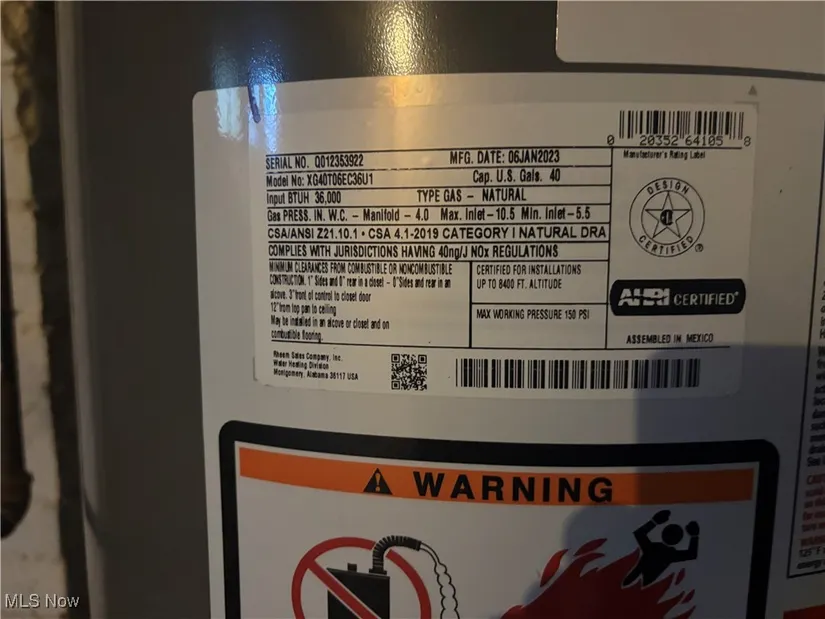 0 20352 64105 8
Manufacturer's Rating Label
SERIAL NO. Q012353922 MFG. DATE: 06JAN2023
Model No: XG40T06EC36U1 Cap. U.S. Gals. 40
Input BTUH 36,000 TYPE GAS - NATURAL
Gas PRESS. IN. W.C. - Manifold - 4.0 Max. Inlet-10.5 Min. Inlet-5.5
CSA/ANSI Z21.10.1 • CSA 4.1-2019 CATEGORY I NATURAL DRA
COMPLIES WITH JURISDICTIONS HAVING 40ng/J NOx REGULATIONS
MINIMUM CLEARANCES FROM COMBUSTIBLE OR NONCOMBUSTIBLE
CONSTRUCTION. 1" Sides and 0" rear in a closet - 0"Sides and rear in an
alcove. 3"front of control to closet door
12"from top pan to ceiling
May be installed in an alcove or closet and on
combustible flooring.
CERTIFIED FOR INSTALLATIONS
UP TO 8400 FT. ALTITUDE
MAX WORKING PRESSURE 150 PSI
DESIGN
CERTIFIED
AHRI CERTIFIED
ASSEMBLED IN MEXICO
Rheem Sales Company, Inc.
Water Heating Division
Montgomery, Alabama 36117 USA
WARNING
MLS Now